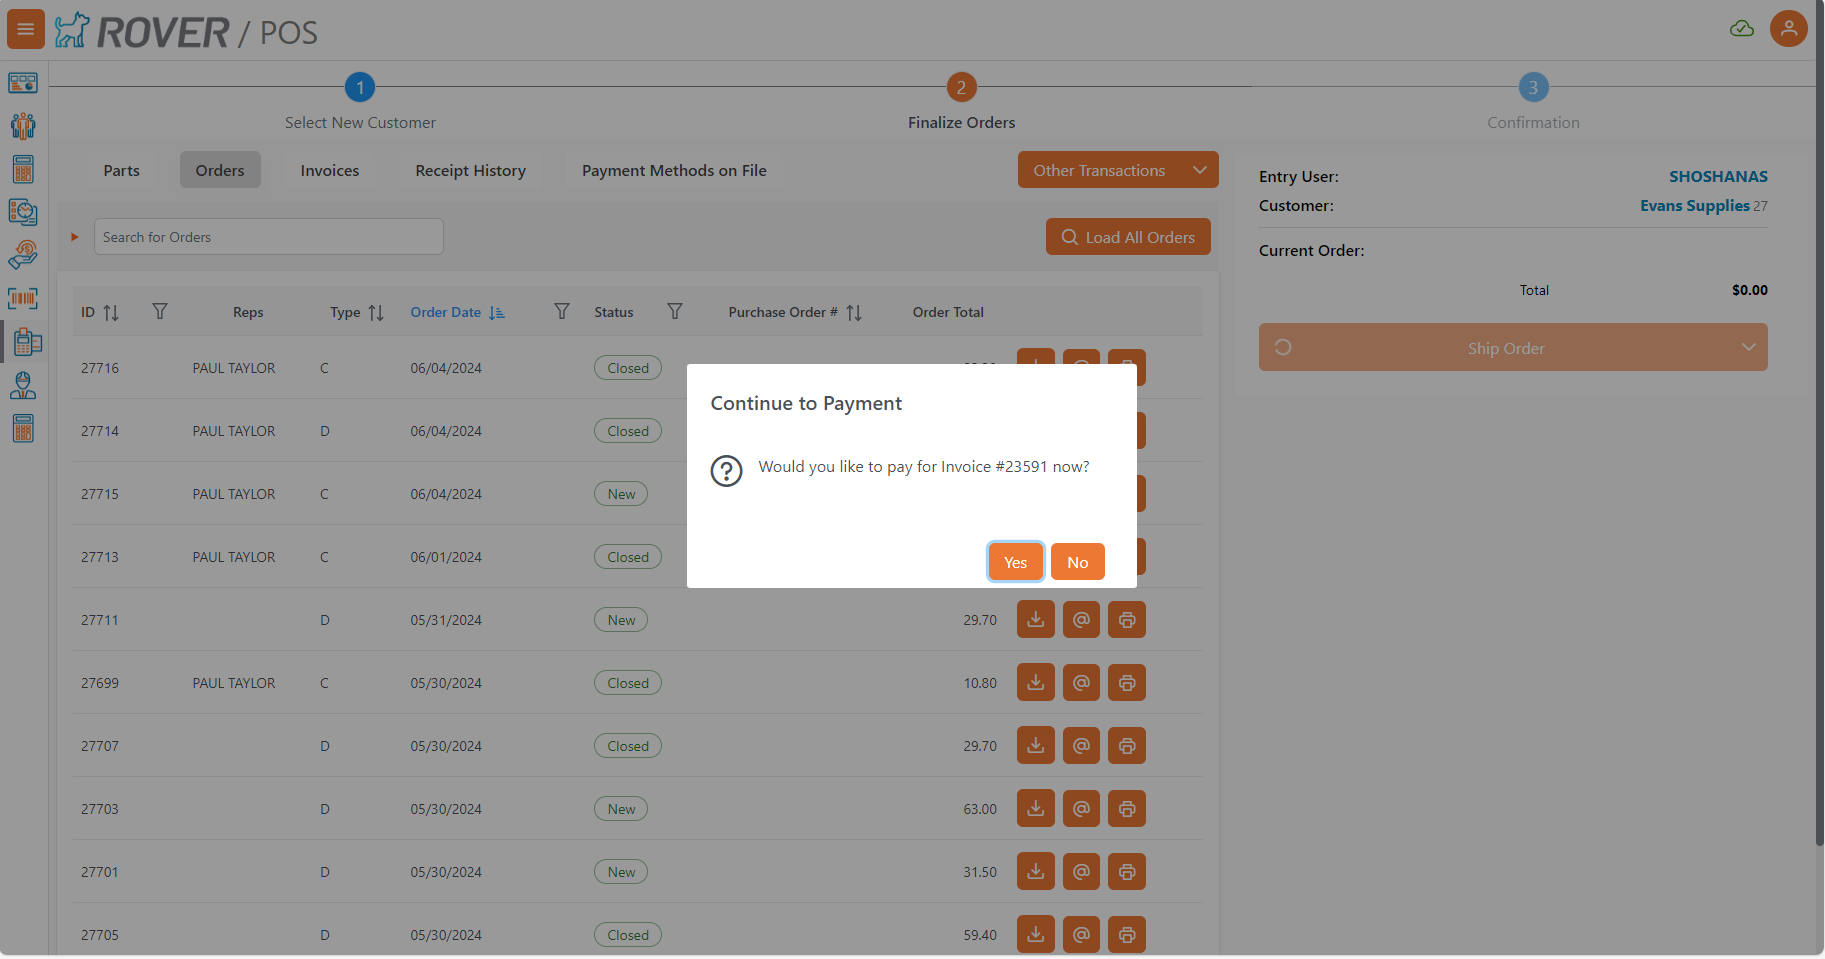 ROVER / POS
1
Select New Customer
2
Finalize Orders
3
Confirmation
Parts
Orders
Invoices
Receipt History
Payment Methods on File
Other Transactions
Entry User: SHOSHANAS
Customer: Evans Supplies 27
Current Order:
Total $0.00
Ship Order
Search for Orders
Load All Orders
ID Reps Type Order Date Status Purchase Order # Order Total
27716 PAUL TAYLOR C 06/04/2024 Closed
27714 PAUL TAYLOR D 06/04/2024 Closed
27715 PAUL TAYLOR C 06/04/2024 New
27713 PAUL TAYLOR C 06/01/2024 Closed
27711 D 05/31/2024 New 29.70
27699 PAUL TAYLOR C 05/30/2024 Closed 10.80
27707 D 05/30/2024 Closed 29.70
27703 D 05/30/2024 New 63.00
27701 D 05/30/2024 New 31.50
27705 D 05/30/2024 Closed 59.40
Continue to Payment
Would you like to pay for Invoice #23591 now?
Yes
No